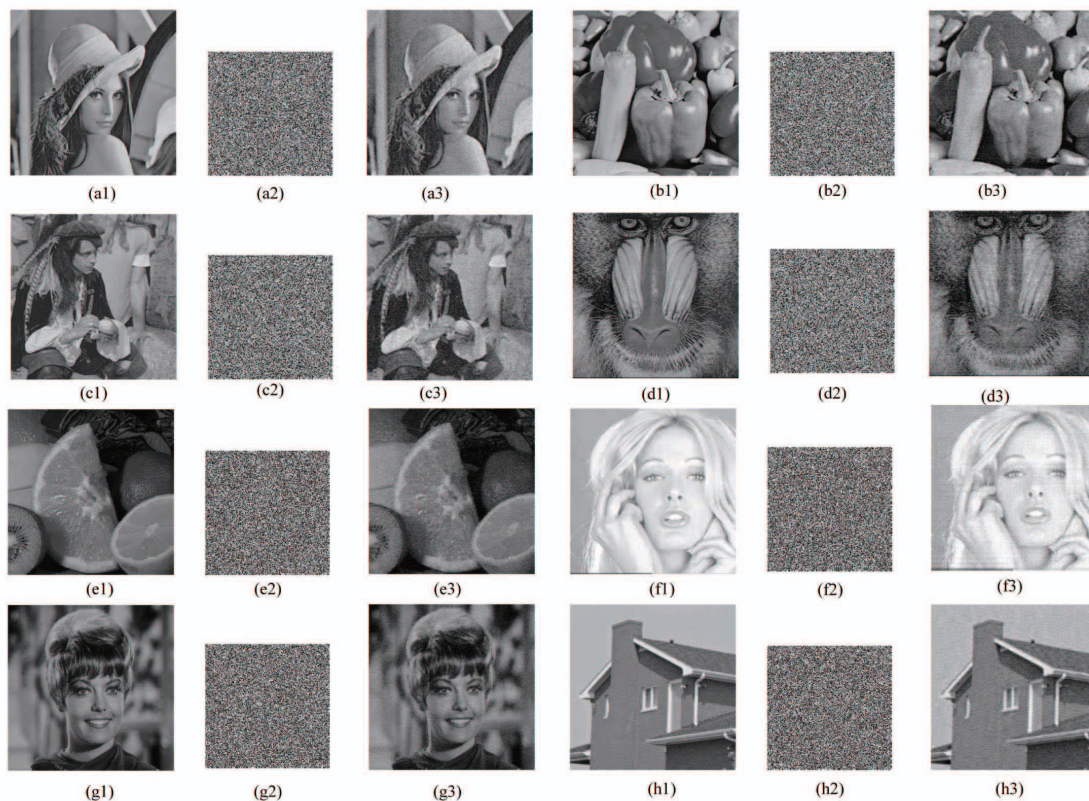 (a1) (a2) (a3) (b1) (b2) (b3)
(c1) (c2) (c3) (d1) (d2) (d3)
(e1) (e2) (e3) (f1) (f2) (f3)
(g1) (g2) (g3) (h1) (h2) (h3)